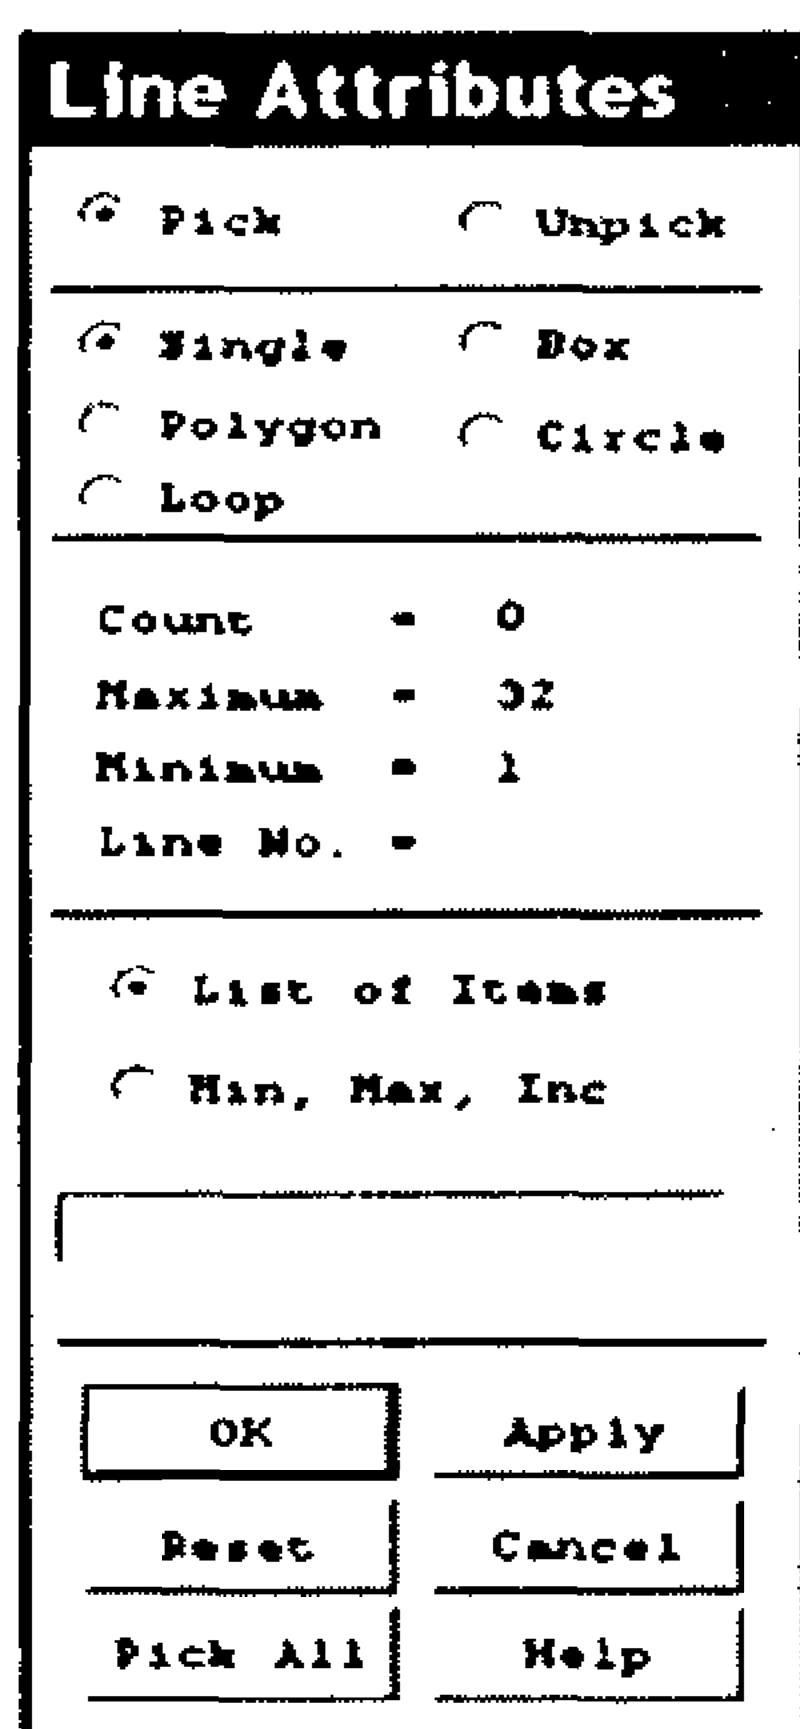 Line Attributes
Pick Unpick
Single Box
Polygon Circle
Loop
Count = 0
Maximum = 32
Minimum = 1
Line No. =
List of Items
Min, Max, Inc
OK Apply
Reset Cancel
Pick All Help